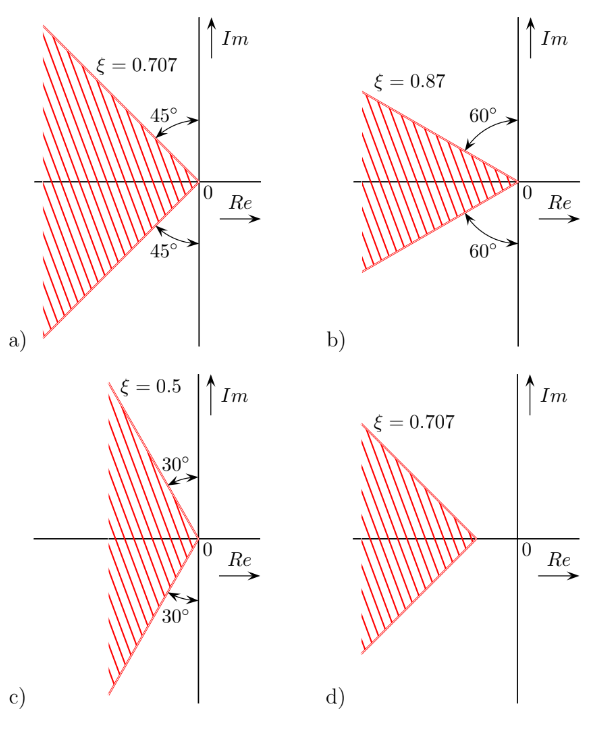 Im
ξ = 0.707
45°
0
Re
45°
a)
Im
ξ = 0.87
60°
0
Re
60°
b)
Im
ξ = 0.5
30°
0
Re
30°
c)
Im
ξ = 0.707
0
Re
d)